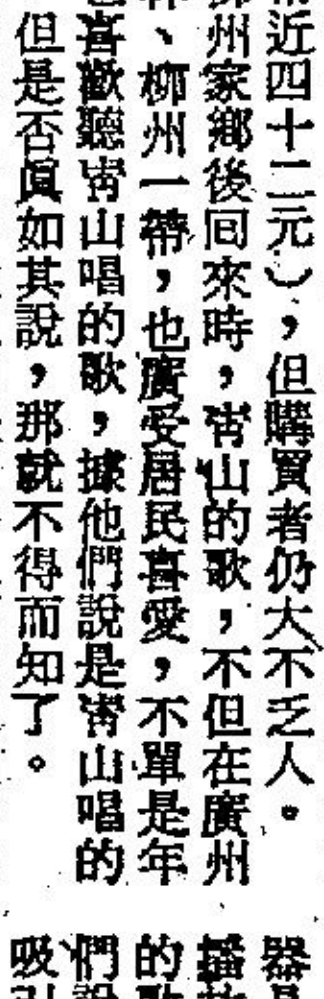 近四十二元），但購買者仍大不乏人。
州家鄉後回來時，青山的歌，不但在廣州
、柳州一帶，也廣受居民喜愛，不單是年
喜歡聽青山唱的歌，據他們說是青山唱的
但是否眞如其說，那就不得而知了。
器
播
的
們
吸